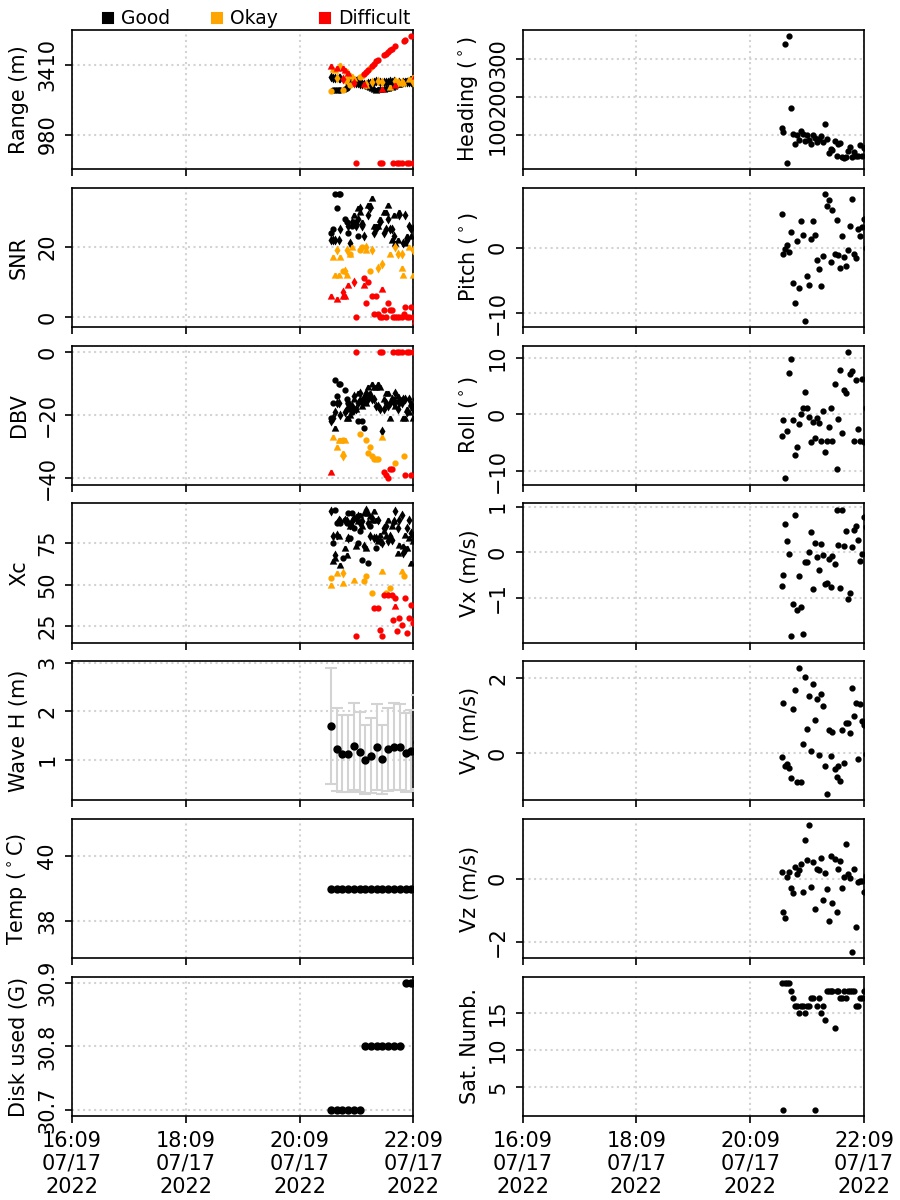 Good Okay Difficult
Range (m)
3410
980
Heading (°)
300
200
100
SNR
20
0
Pitch (°)
0
−10
DBV
0
−20
−40
Roll (°)
10
0
−10
Xc
75
50
25
Vx (m/s)
1
0
−1
Wave H (m)
3
2
1
Vy (m/s)
2
0
Temp (°C)
40
38
Vz (m/s)
0
−2
Disk used (G)
30.9
30.8
30.7
Sat. Numb.
15
10
5
16:09 18:09 20:09 22:09
07/17 07/17 07/17 07/17
2022 2022 2022 2022
16:09 18:09 20:09 22:09
07/17 07/17 07/17 07/17
2022 2022 2022 2022